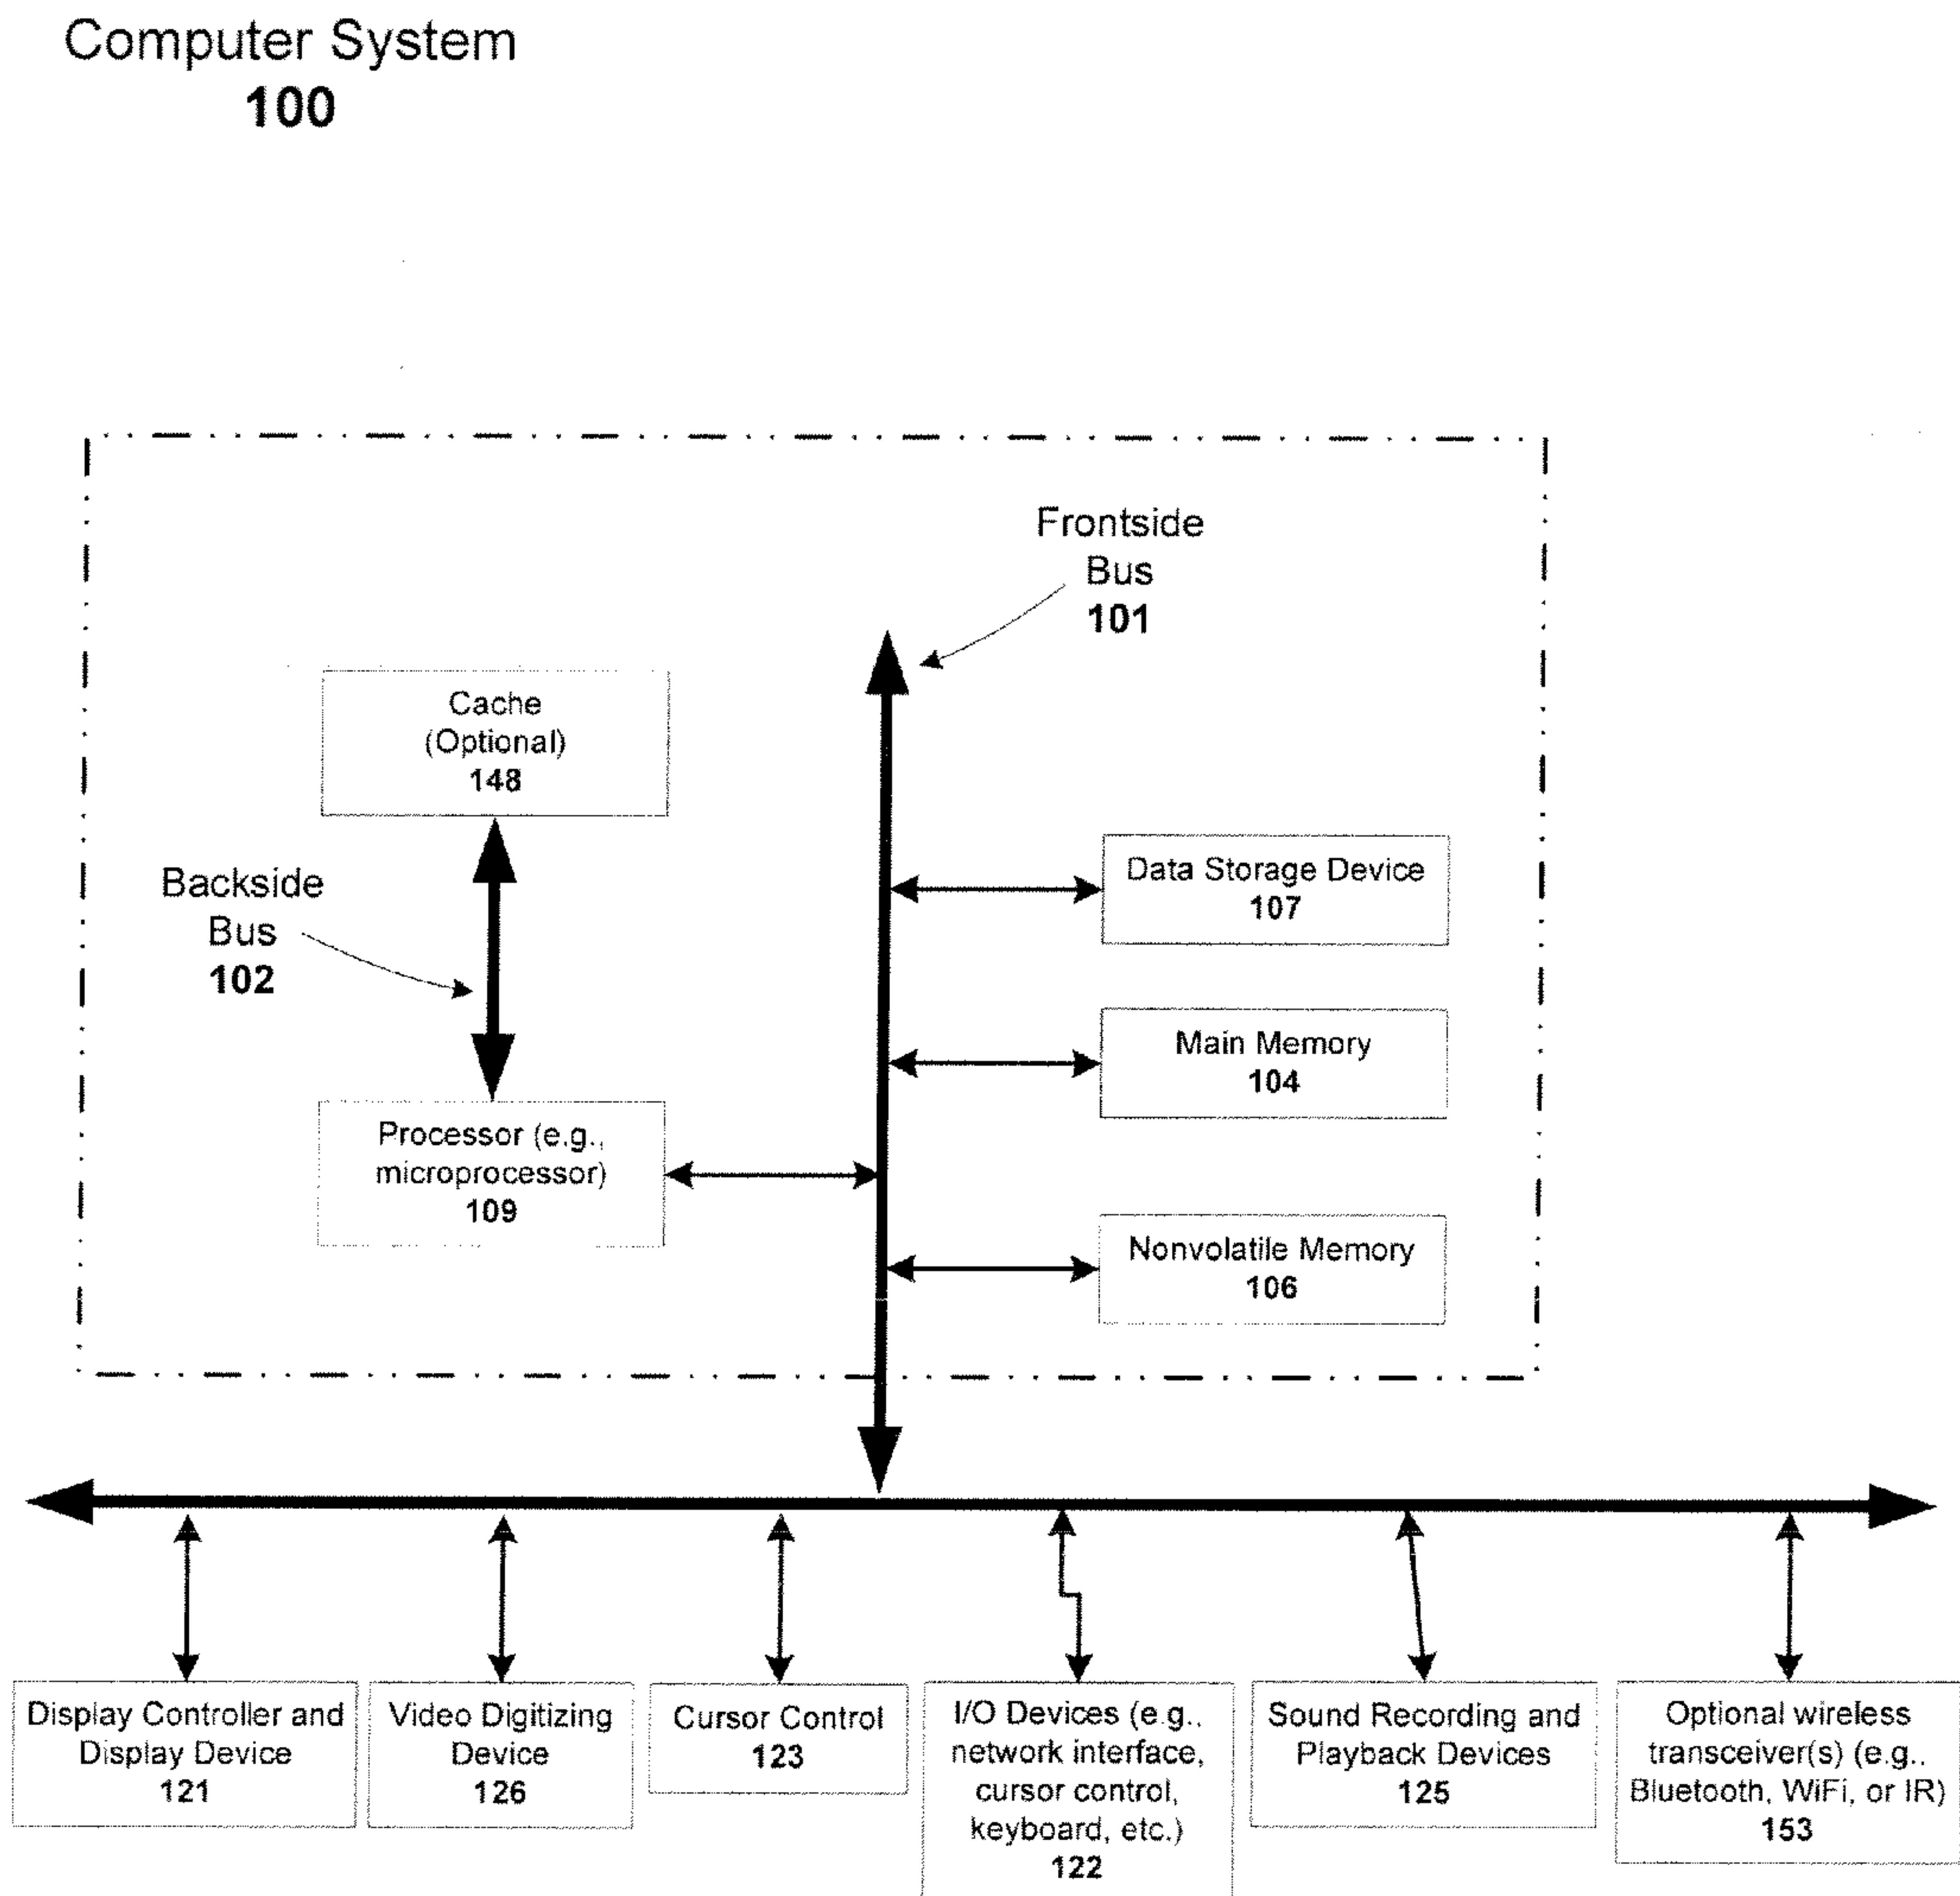 Computer System
100
Frontside
Bus
101
Cache
(Optional)
148
Backside
Bus
102
Data Storage Device
107
Main Memory
104
Processor (e.g.,
microprocessor)
109
Nonvolatile Memory
106
Display Controller and
Display Device
121
Video Digitizing
Device
126
Cursor Control
123
I/O Devices (e.g.,
network interface,
cursor control,
keyboard, etc.)
122
Sound Recording and
Playback Devices
125
Optional wireless
transceiver(s) (e.g.,
Bluetooth, WiFi, or IR)
153